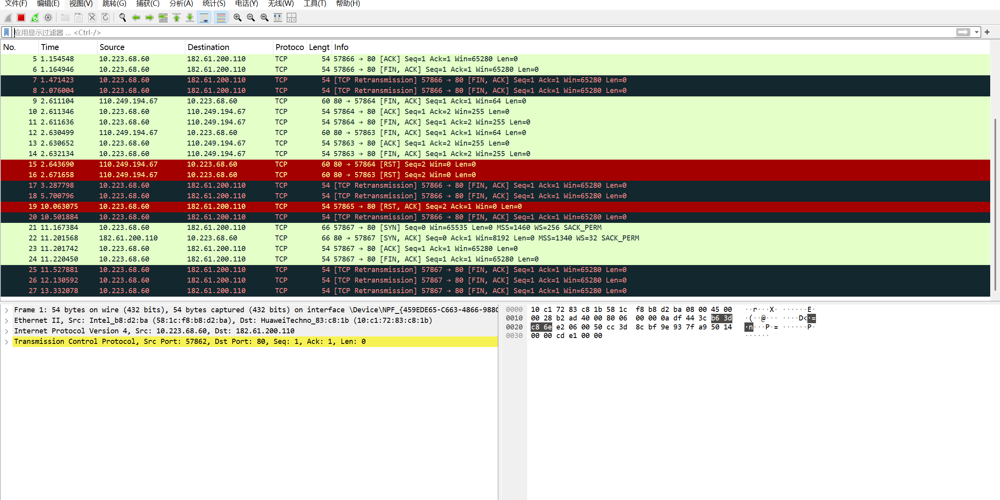 文件(F) 编辑(E) 视图(V) 跳转(G) 捕获(C) 分析(A) 统计(S) 电话(Y) 无线(W) 工具(T) 帮助(H)
应用显示过滤器 … <Ctrl-/>
No. Time Source Destination Protoco Lengt Info
5 1.154548 10.223.68.60 182.61.200.110 TCP 54 57866 → 80 [ACK] Seq=1 Ack=1 Win=65280 Len=0
6 1.164946 10.223.68.60 182.61.200.110 TCP 54 57866 → 80 [FIN, ACK] Seq=1 Ack=1 Win=65280 Len=0
7 1.471423 10.223.68.60 182.61.200.110 TCP 54 [TCP Retransmission] 57866 → 80 [FIN, ACK] Seq=1 Ack=1 Win=65280 Len=0
8 2.076004 10.223.68.60 182.61.200.110 TCP 54 [TCP Retransmission] 57866 → 80 [FIN, ACK] Seq=1 Ack=1 Win=65280 Len=0
9 2.611104 110.249.194.67 10.223.68.60 TCP 60 80 → 57864 [FIN, ACK] Seq=1 Ack=1 Win=64 Len=0
10 2.611346 10.223.68.60 110.249.194.67 TCP 54 57864 → 80 [ACK] Seq=1 Ack=2 Win=255 Len=0
11 2.611636 10.223.68.60 110.249.194.67 TCP 54 57864 → 80 [FIN, ACK] Seq=1 Ack=2 Win=255 Len=0
12 2.630499 110.249.194.67 10.223.68.60 TCP 60 80 → 57863 [FIN, ACK] Seq=1 Ack=1 Win=64 Len=0
13 2.630652 10.223.68.60 110.249.194.67 TCP 54 57863 → 80 [ACK] Seq=1 Ack=2 Win=255 Len=0
14 2.632134 10.223.68.60 110.249.194.67 TCP 54 57863 → 80 [FIN, ACK] Seq=1 Ack=2 Win=255 Len=0
15 2.643690 110.249.194.67 10.223.68.60 TCP 60 80 → 57864 [RST] Seq=2 Win=0 Len=0
16 2.671658 110.249.194.67 10.223.68.60 TCP 60 80 → 57863 [RST] Seq=2 Win=0 Len=0
17 3.287798 10.223.68.60 182.61.200.110 TCP 54 [TCP Retransmission] 57866 → 80 [FIN, ACK] Seq=1 Ack=1 Win=65280 Len=0
18 5.700796 10.223.68.60 182.61.200.110 TCP 54 [TCP Retransmission] 57866 → 80 [FIN, ACK] Seq=1 Ack=1 Win=65280 Len=0
19 10.063075 10.223.68.60 182.61.200.110 TCP 54 57865 → 80 [RST, ACK] Seq=2 Ack=1 Win=0 Len=0
20 10.501884 10.223.68.60 182.61.200.110 TCP 54 [TCP Retransmission] 57866 → 80 [FIN, ACK] Seq=1 Ack=1 Win=65280 Len=0
21 11.167384 10.223.68.60 182.61.200.110 TCP 66 57867 → 80 [SYN] Seq=0 Win=65535 Len=0 MSS=1460 WS=256 SACK_PERM
22 11.201568 182.61.200.110 10.223.68.60 TCP 66 80 → 57867 [SYN, ACK] Seq=0 Ack=1 Win=8192 Len=0 MSS=1340 WS=32 SACK_PERM
23 11.201742 10.223.68.60 182.61.200.110 TCP 54 57867 → 80 [ACK] Seq=1 Ack=1 Win=65280 Len=0
24 11.220450 10.223.68.60 182.61.200.110 TCP 54 57867 → 80 [FIN, ACK] Seq=1 Ack=1 Win=65280 Len=0
25 11.527881 10.223.68.60 182.61.200.110 TCP 54 [TCP Retransmission] 57867 → 80 [FIN, ACK] Seq=1 Ack=1 Win=65280 Len=0
26 12.130592 10.223.68.60 182.61.200.110 TCP 54 [TCP Retransmission] 57867 → 80 [FIN, ACK] Seq=1 Ack=1 Win=65280 Len=0
27 13.332078 10.223.68.60 182.61.200.110 TCP 54 [TCP Retransmission] 57867 → 80 [FIN, ACK] Seq=1 Ack=1 Win=65280 Len=0
Frame 1: 54 bytes on wire (432 bits), 54 bytes captured (432 bits) on interface \Device\NPF_{459EDE65-C663-4866-988C
Ethernet II, Src: Intel_b8:d2:ba (58:1c:f8:b8:d2:ba), Dst: HuaweiTechno_83:c8:1b (10:c1:72:83:c8:1b)
Internet Protocol Version 4, Src: 10.223.68.60, Dst: 182.61.200.110
Transmission Control Protocol, Src Port: 57862, Dst Port: 80, Seq: 1, Ack: 1, Len: 0
0000 10 c1 72 83 c8 1b 58 1c f8 b8 d2 ba 08 00 45 00 ··r···X· ······E·
0010 00 28 b2 ad 40 00 80 06 00 00 0a df 44 3c b6 3d ·(··@··· ····D<·=
0020 c8 6e e2 06 00 50 cc 3d 8c bf 9e 93 7f a9 50 14 ·n···P·= ······P·
0030 00 00 cd e1 00 00 ······